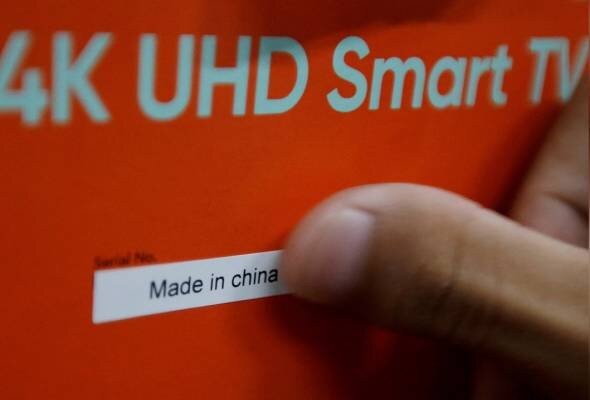 4K UHD Smart TV
Serial No.
Made in china